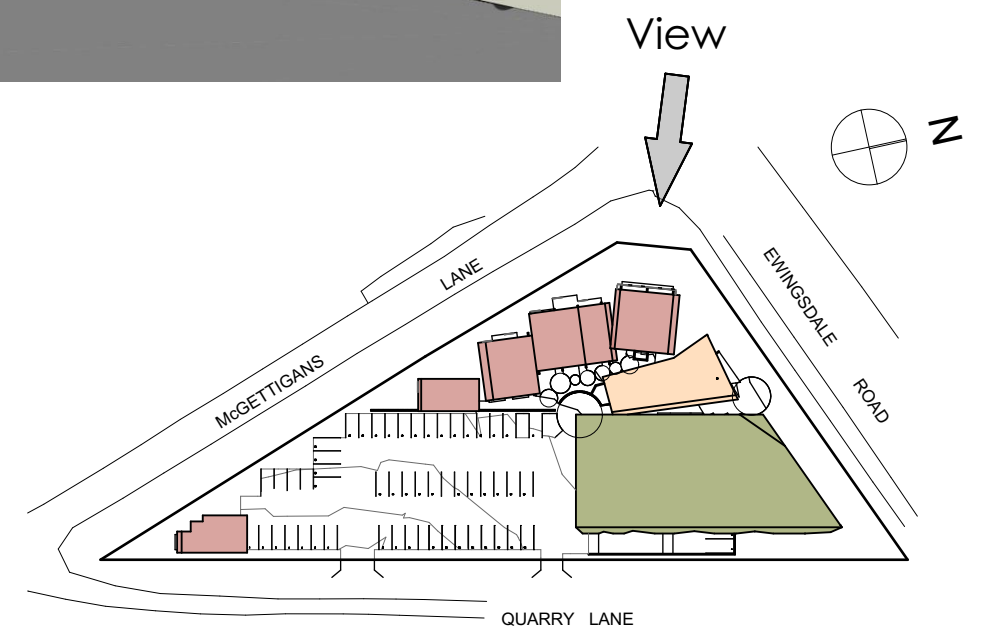 View
N
LANE
McGETTIGANS
EWINGSDALE
ROAD
QUARRY LANE